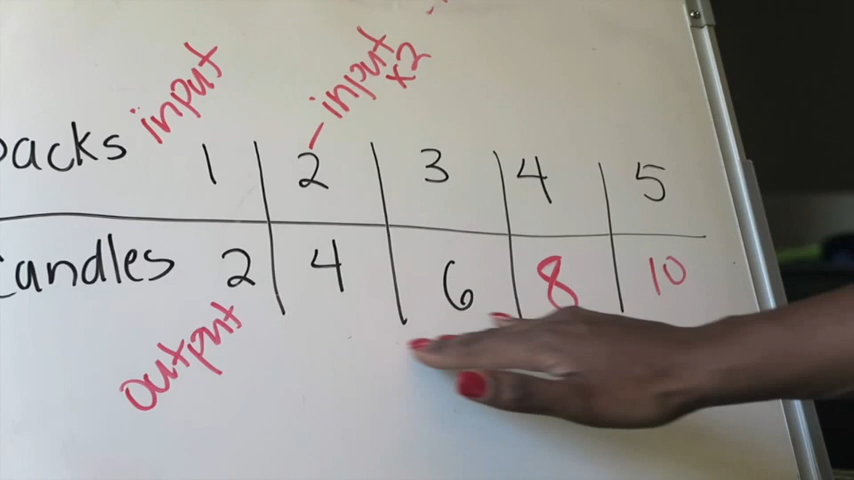 input
- input
x2
packs 1 2 3 4 5
Candles 2 4 6 8 10
output